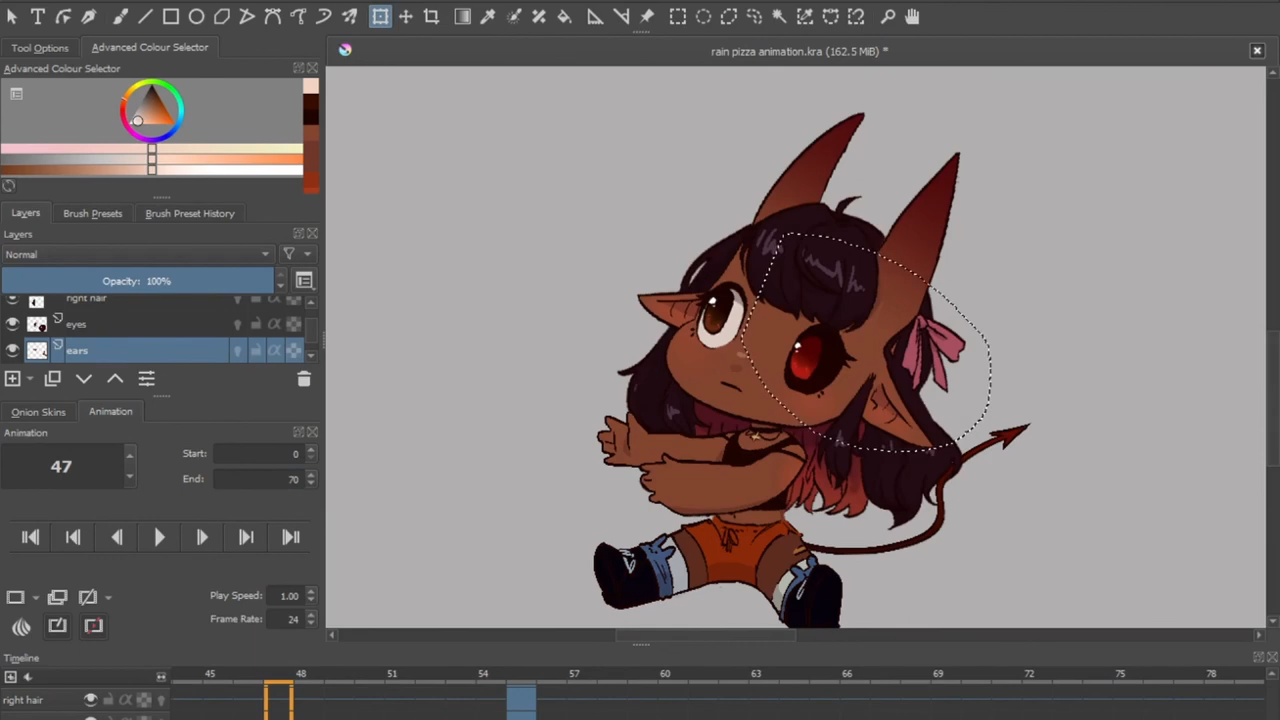 rain pizza animation.kra (162.5 MiB) *
Tool Options
Advanced Colour Selector
Advanced Colour Selector
Layers
Brush Presets
Brush Preset History
Layers
Normal
Opacity: 100%
right hair
eyes
ears
Onion Skins
Animation
Animation
47
Start:
0
End:
70
Play Speed:
1.00
Frame Rate:
24
Timeline
45 48 51 54 57 60 63 66 69 72 75 78
right hair